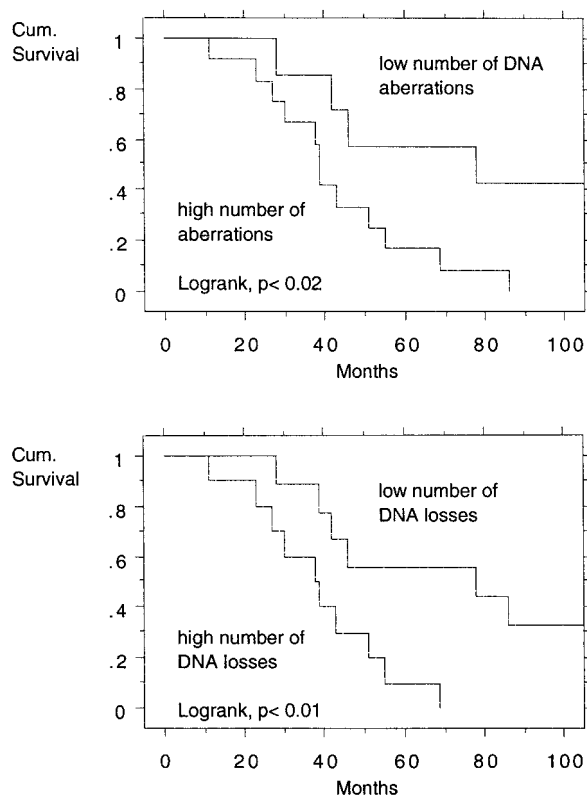 Cum.
Survival
1
.8
.6
.4
.2
0
low number of DNA
aberrations
high number of
aberrations
Logrank, p< 0.02
0 20 40 60 80 100
Months
Cum.
Survival
1
.8
.6
.4
.2
0
low number of
DNA losses
high number of
DNA losses
Logrank, p< 0.01
0 20 40 60 80 100
Months